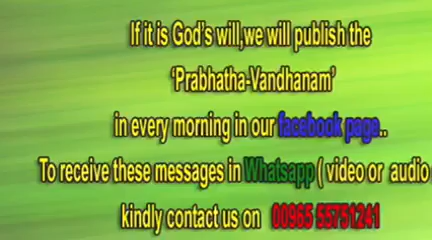 If it is God's will,we will publish the
‘Prabhatha-Vandhanam’
in every morning in our facebook page..
To receive these messages in Whatsapp ( video or audio
kindly contact us on 00965 55751241